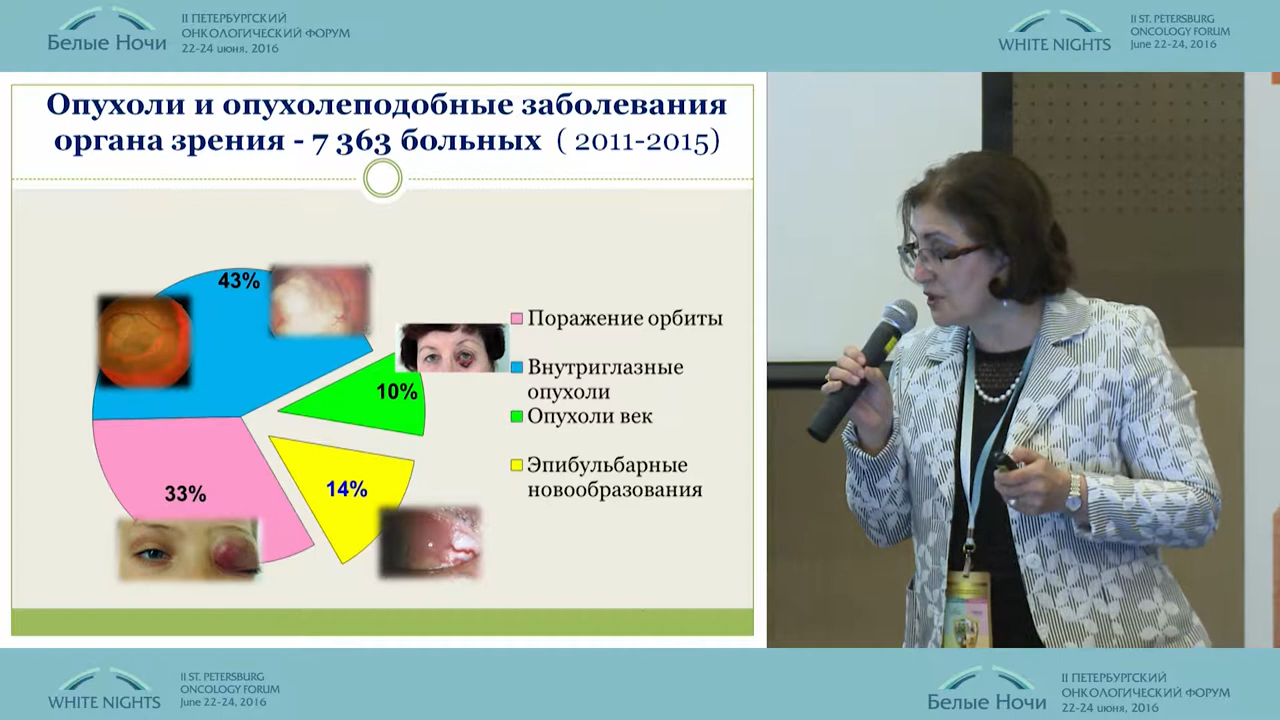 Белые Ночи
II ПЕТЕРБУРГСКИЙ
ОНКОЛОГИЧЕСКИЙ ФОРУМ
22-24 июня, 2016
WHITE NIGHTS
II ST. PETERSBURG
ONCOLOGY FORUM
June 22-24, 2016
Опухоли и опухолеподобные заболевания
органа зрения - 7 363 больных ( 2011-2015)
43%
10%
14%
33%
Поражение орбиты
Внутриглазные
опухоли
Опухоли век
Эпибульбарные
новообразования
WHITE NIGHTS
II ST. PETERSBURG
ONCOLOGY FORUM
June 22-24, 2016
Белые Ночи
II ПЕТЕРБУРГСКИЙ
ОНКОЛОГИЧЕСКИЙ ФОРУМ
22-24 июня, 2016